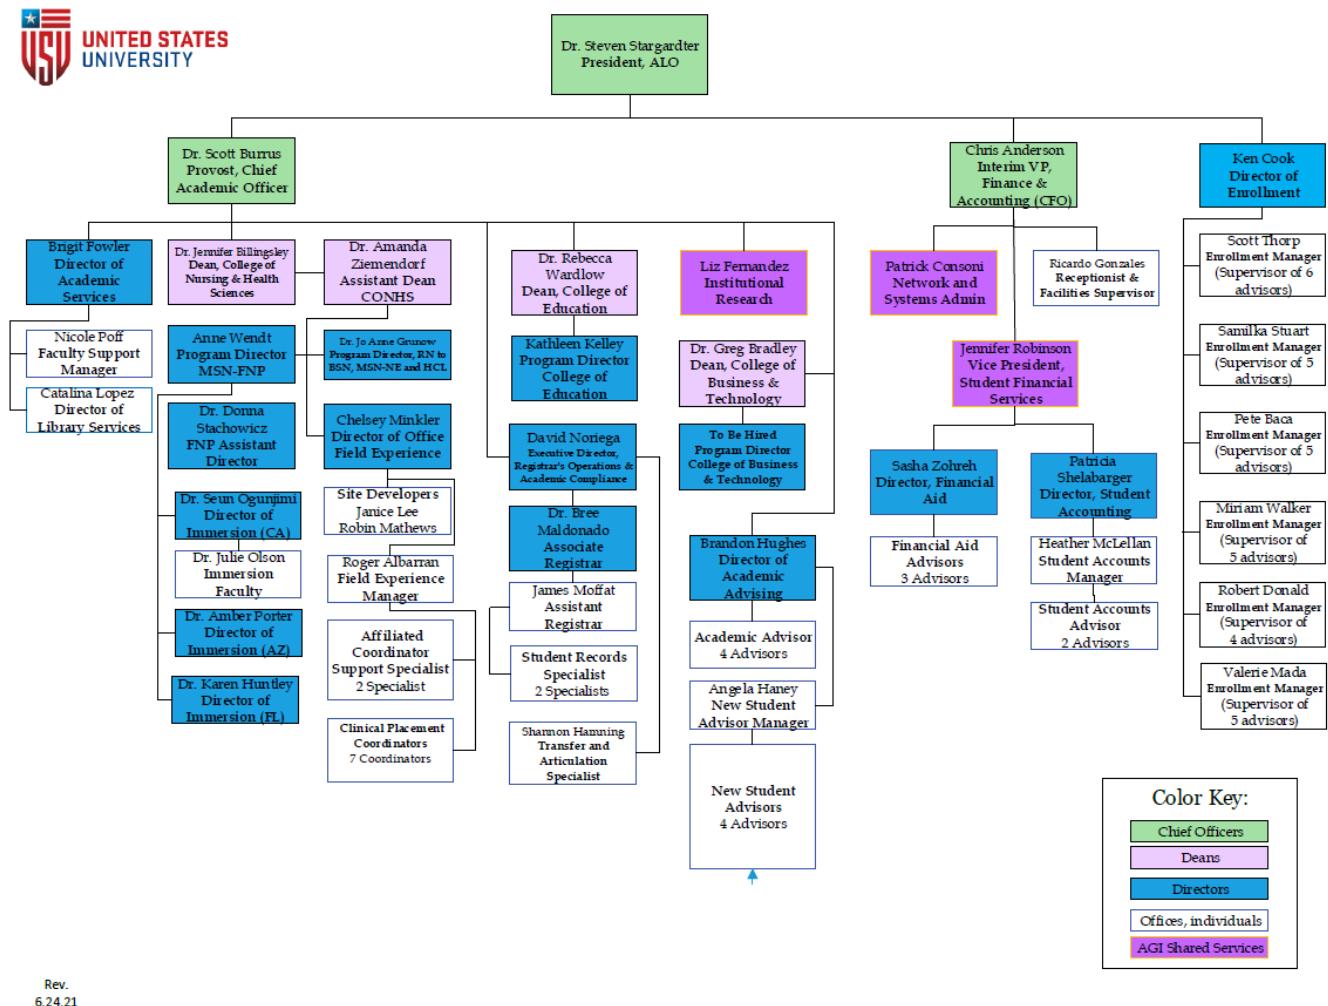 USU
UNITED STATES
UNIVERSITY
Dr. Steven Stargardter
President, ALO
Dr. Scott Burrus
Provost, Chief
Academic Officer
Chris Anderson
Interim VP,
Finance &
Accounting (CFO)
Ken Cook
Director of
Enrollment
Brigit Fowler
Director of
Academic
Services
Dr. Jennifer Billingsley
Dean, College of
Nursing & Health
Sciences
Dr. Amanda
Ziemendorf
Assistant Dean
CONHS
Dr. Rebecca
Wardlow
Dean, College of
Education
Liz Fernandez
Institutional
Research
Patrick Consoni
Network and
Systems Admin
Ricardo Gonzales
Receptionist &
Facilities Supervisor
Scott Thorp
Enrollment Manager
(Supervisor of 6
advisors)
Nicole Poff
Faculty Support
Manager
Anne Wendt
Program Director
MSN-FNP
Dr. Jo Anne Grunow
Program Director, RN to
BSN, MSN-NE and HCL
Kathleen Kelley
Program Director
College of
Education
Dr. Greg Bradley
Dean, College of
Business &
Technology
Jennifer Robinson
Vice President,
Student Financial
Services
Samilka Stuart
Enrollment Manager
(Supervisor of 5
advisors)
Catalina Lopez
Director of
Library Services
Dr. Donna
Stachowicz
FNP Assistant
Director
Chelsey Minkler
Director of Office
Field Experience
David Noriega
Executive Director,
Registrar's Operations &
Academic Compliance
To Be Hired
Program Director
College of Business
& Technology
Sasha Zohreh
Director, Financial
Aid
Patricia
Shelabarger
Director, Student
Accounting
Pete Baca
Enrollment Manager
(Supervisor of 5
advisors)
Dr. Seun Ogunjimi
Director of
Immersion (CA)
Site Developers
Janice Lee
Robin Mathews
Dr. Bree
Maldonado
Associate
Registrar
Brandon Hughes
Director of
Academic
Advising
Financial Aid
Advisors
3 Advisors
Heather McLellan
Student Accounts
Manager
Miriam Walker
Enrollment Manager
(Supervisor of
5 advisors)
Dr. Julie Olson
Immersion
Faculty
Roger Albarran
Field Experience
Manager
James Moffat
Assistant
Registrar
Academic Advisor
4 Advisors
Student Accounts
Advisor
2 Advisors
Robert Donald
Enrollment Manager
(Supervisor of
4 advisors)
Dr. Amber Porter
Director of
Immersion (AZ)
Affiliated
Coordinator
Support Specialist
2 Specialist
Student Records
Specialist
2 Specialists
Angela Haney
New Student
Advisor Manager
Valerie Mada
Enrollment Manager
(Supervisor of
5 advisors)
Dr. Karen Huntley
Director of
Immersion (FL)
Clinical Placement
Coordinators
7 Coordinators
Shannon Hamning
Transfer and
Articulation
Specialist
New Student
Advisors
4 Advisors
Color Key:
Chief Officers
Deans
Directors
Offices, individuals
AGI Shared Services
Rev.
6.24.21